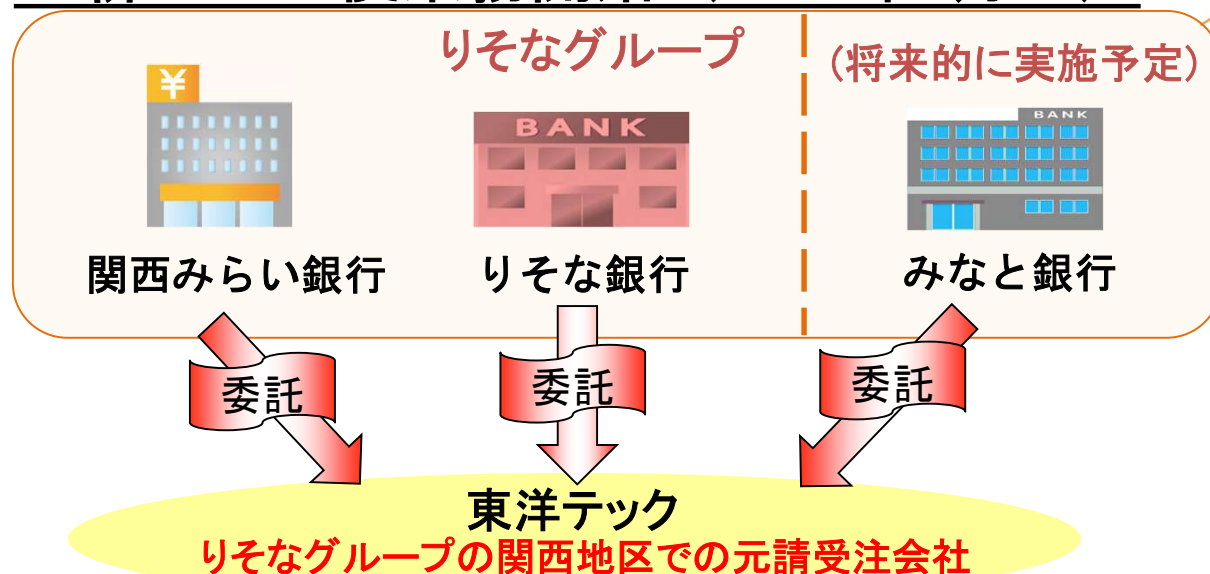 りそなグループ
(将来的に実施予定)
¥
BANK
BANK
関西みらい銀行
りそな銀行
みなと銀行
委託
委託
委託
東洋テック
りそなグループの関西地区での元請受注会社